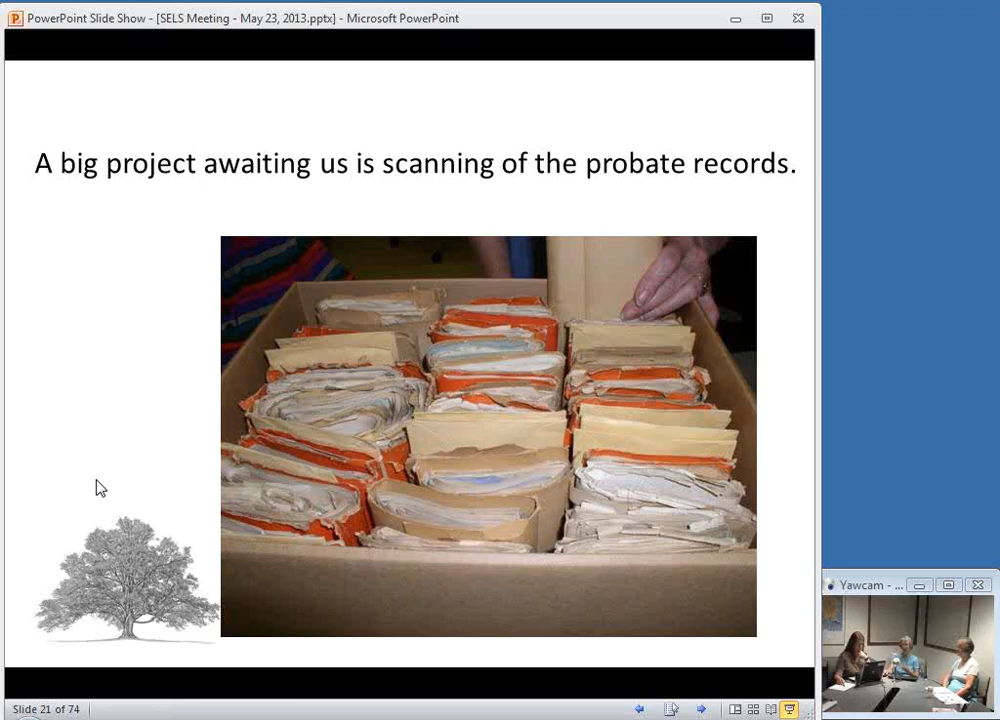 PowerPoint Slide Show - [SELS Meeting - May 23, 2013.pptx] - Microsoft PowerPoint
A big project awaiting us is scanning of the probate records.
Yawcam - ...
Slide 21 of 74